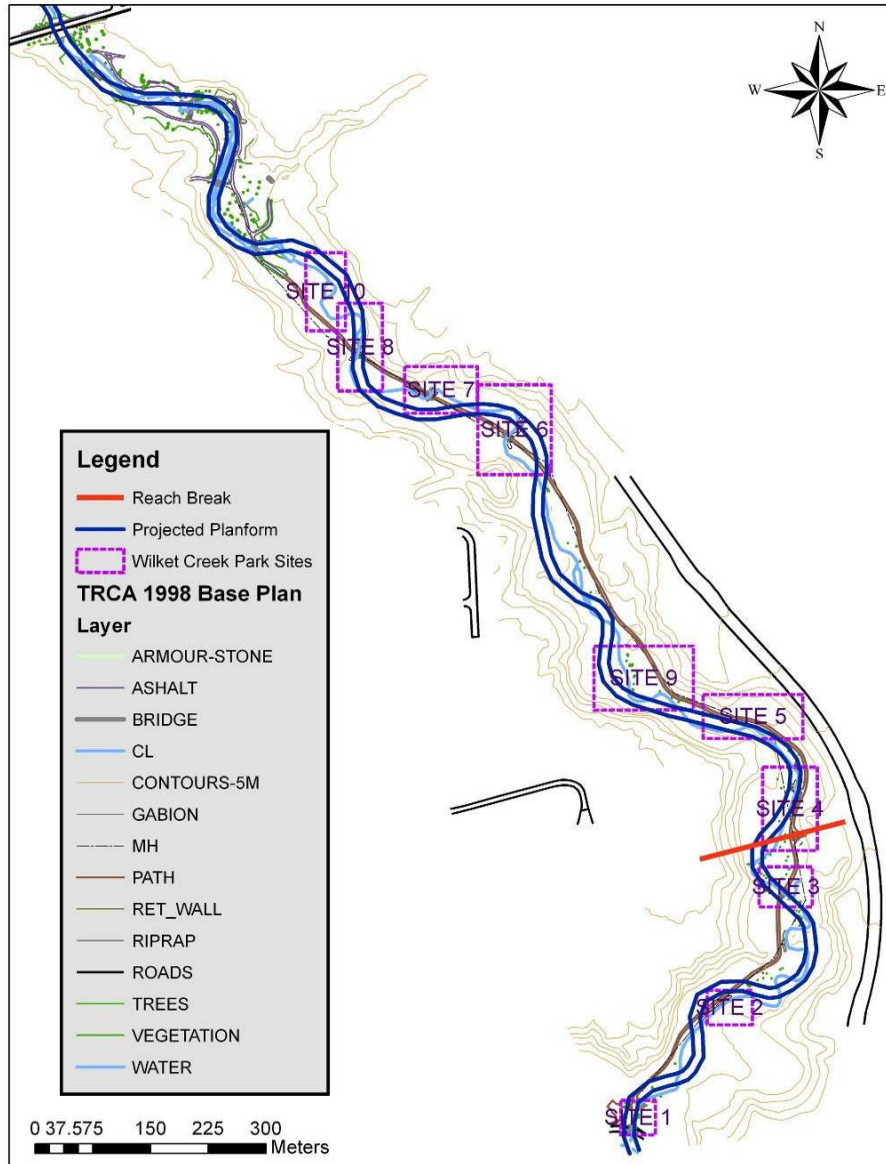 N
W
E
S
SITE 10
SITE 8
SITE 7
SITE 6
SITE 9
SITE 5
SITE 4
SITE 3
SITE 2
SITE 1
Legend
Reach Break
Projected Planform
Wilket Creek Park Sites
TRCA 1998 Base Plan
Layer
ARMOUR-STONE
ASHALT
BRIDGE
CL
CONTOURS-5M
GABION
MH
PATH
RET_WALL
RIPRAP
ROADS
TREES
VEGETATION
WATER
0 37.575 150 225 300
Meters